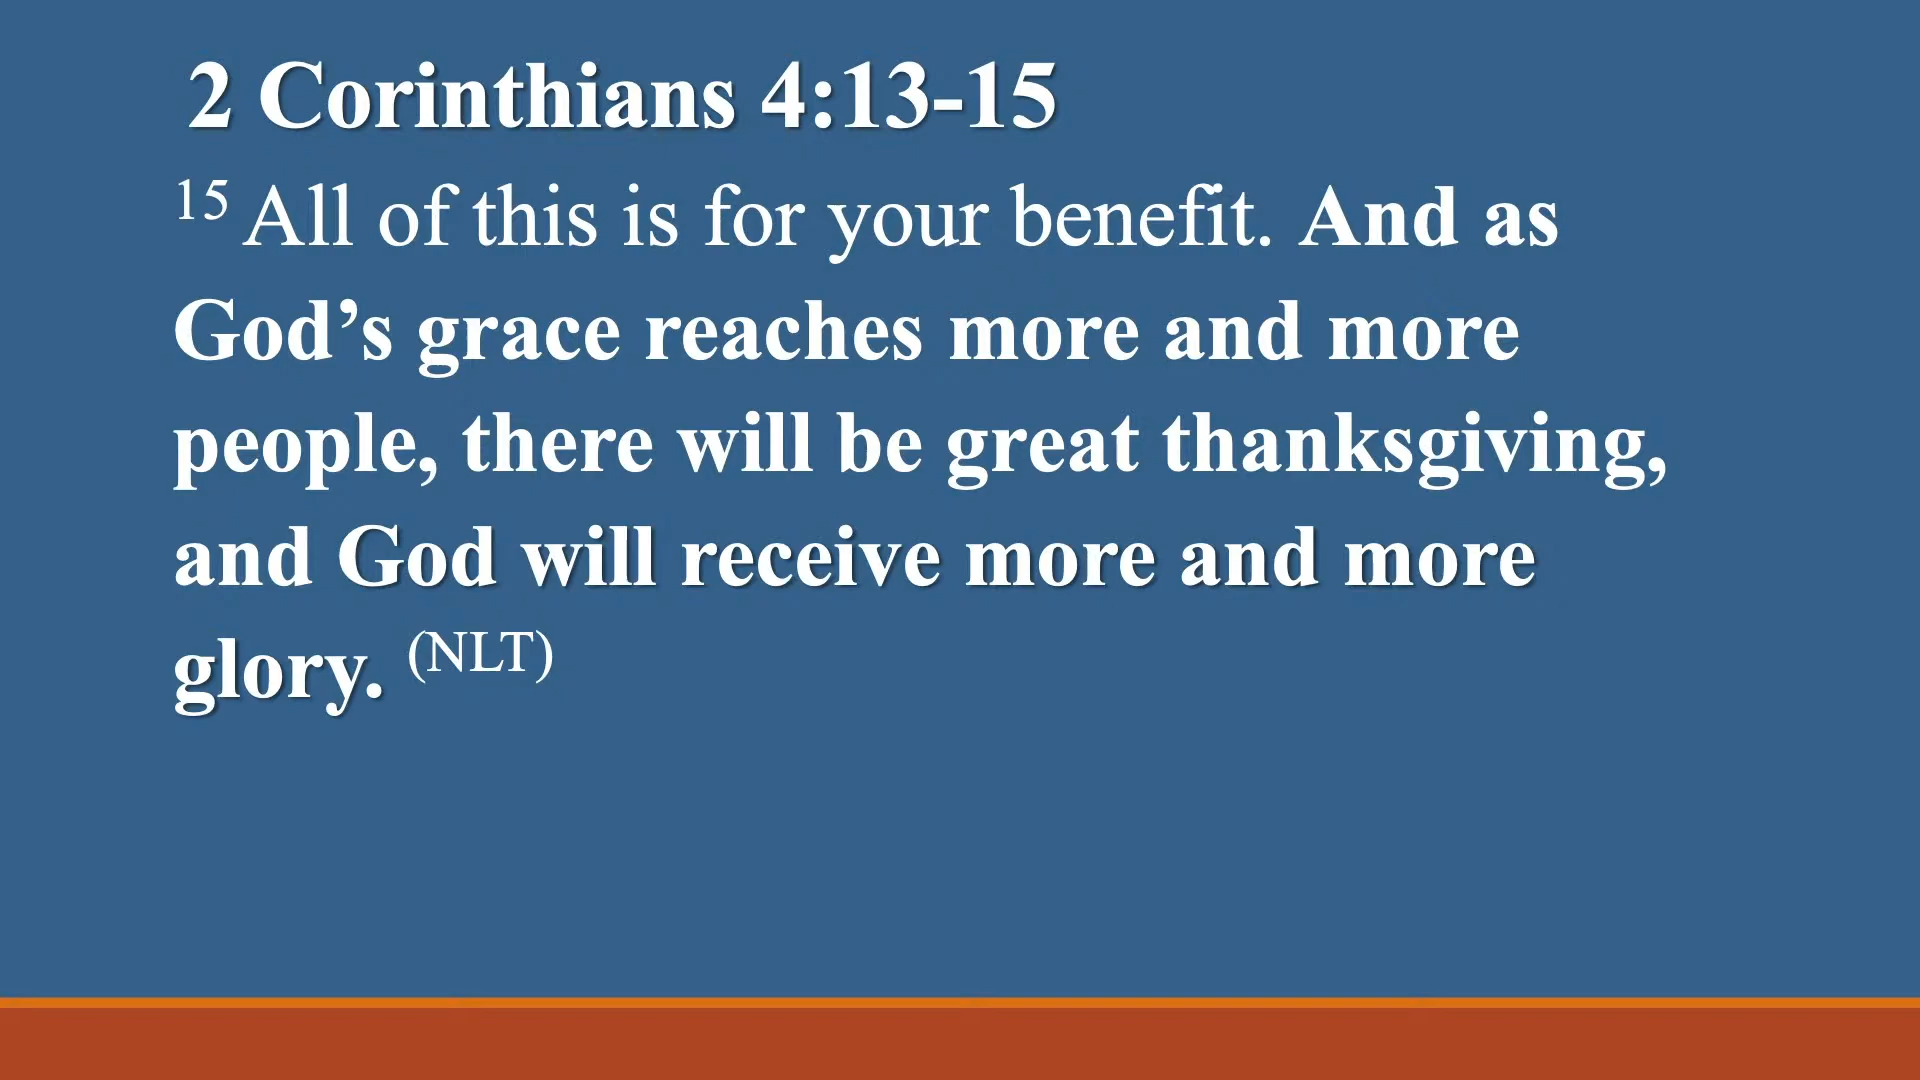 2 Corinthians 4:13-15
15 All of this is for your benefit. And as
God’s grace reaches more and more
people, there will be great thanksgiving,
and God will receive more and more
glory. (NLT)